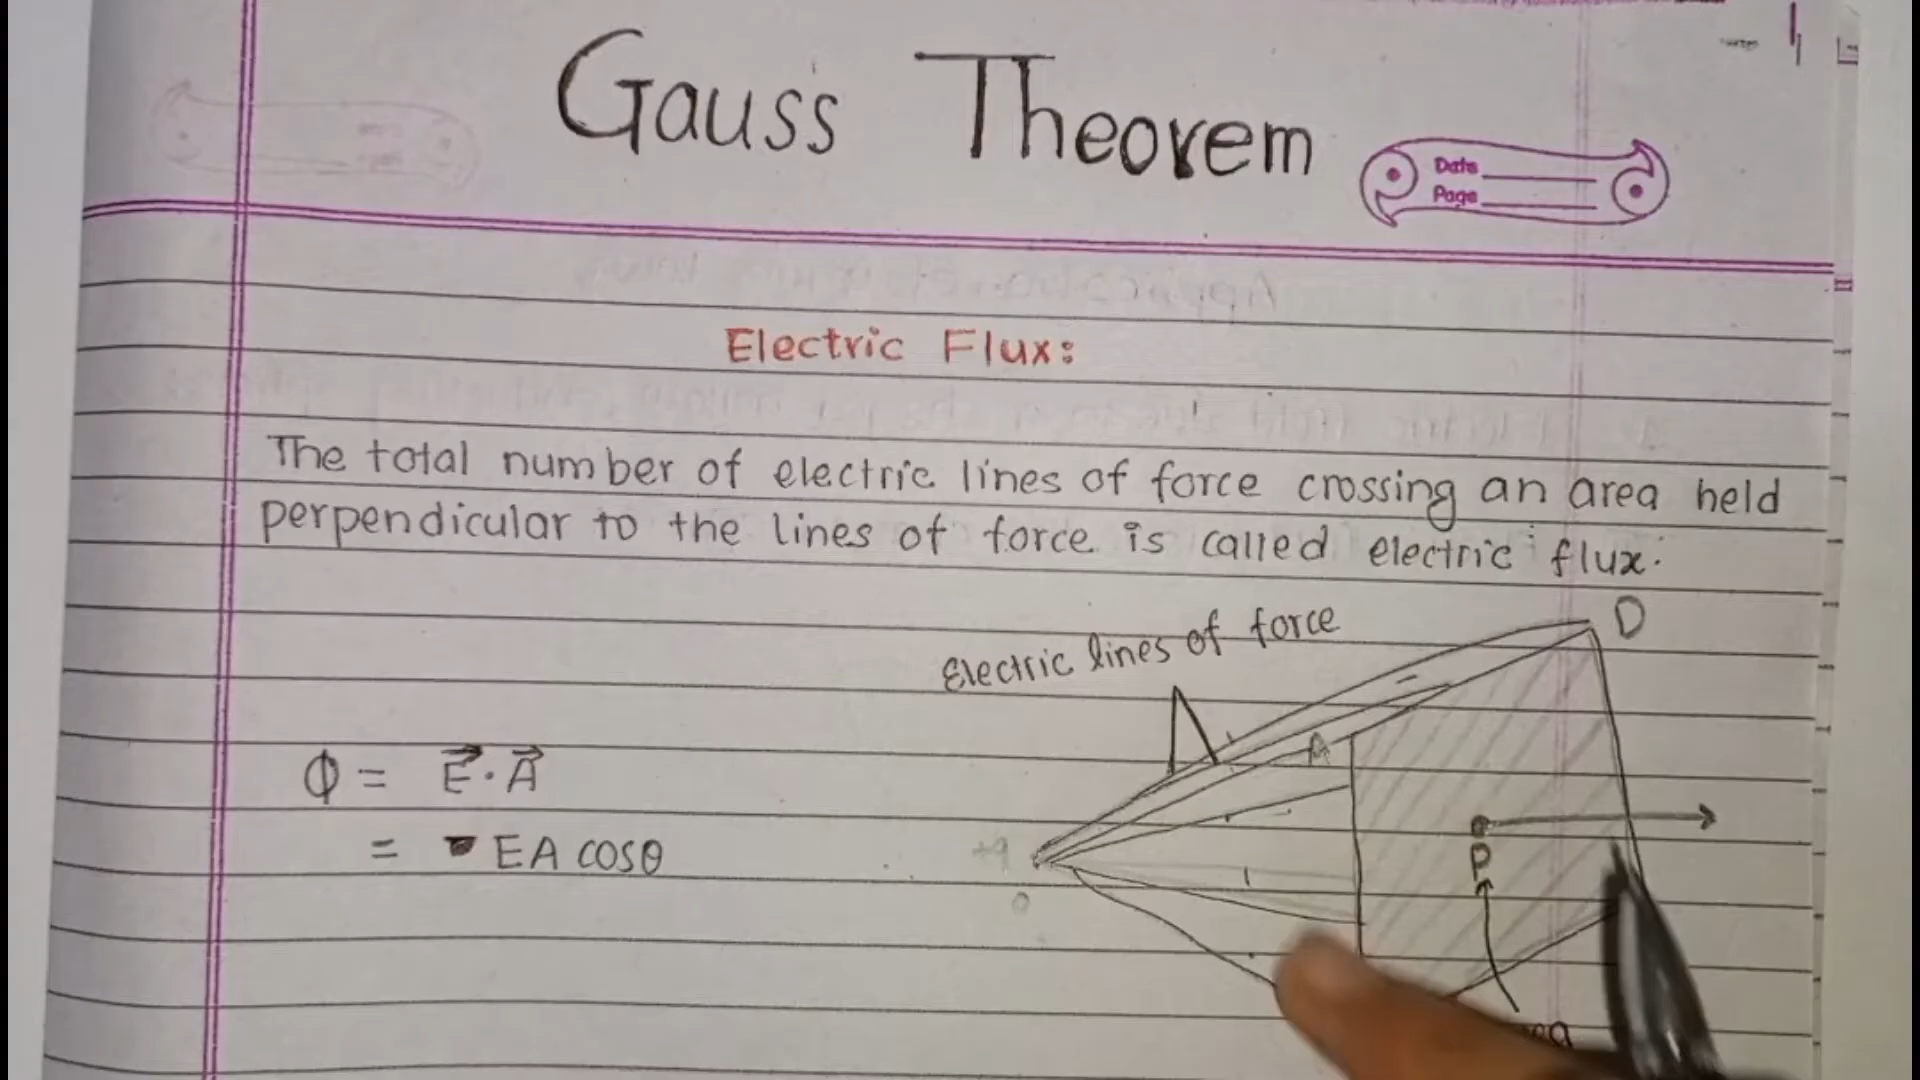 Gauss Theorem
Date
Page
Electric Flux:
The total number of electric lines of force crossing an area held
perpendicular to the lines of force is called electric flux.
Electric lines of force
D
A
Φ = E⃗ · A⃗
= EA cosθ
P
O